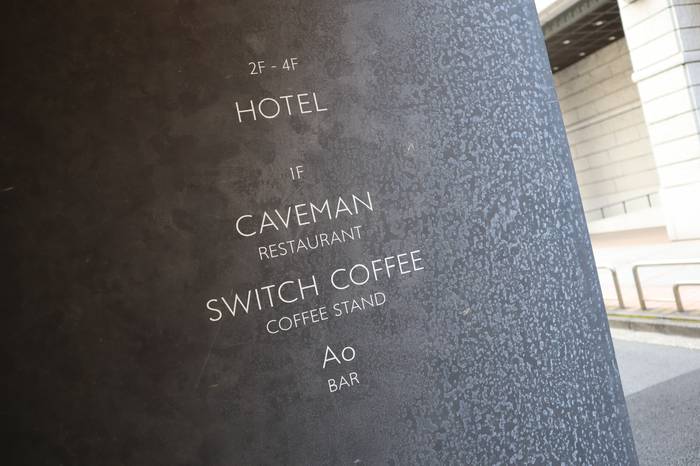 2F - 4F
HOTEL
1F
CAVEMAN
RESTAURANT
SWITCH COFFEE
COFFEE STAND
Ao
BAR